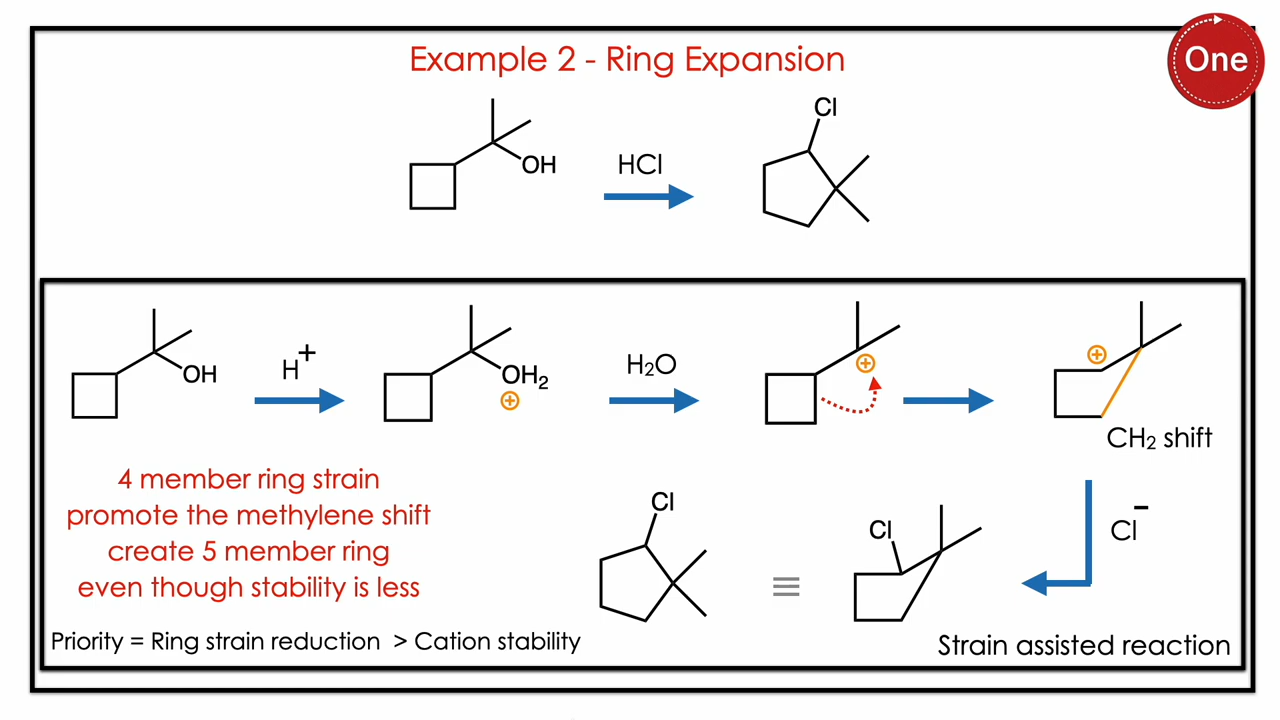 Example 2 - Ring Expansion
One
OH
HCl
Cl
OH
H+
OH2
⊕
H2O
⊕
⊕
CH2 shift
4 member ring strain
promote the methylene shift
create 5 member ring
even though stability is less
Cl
≡
Cl
Cl−
Priority = Ring strain reduction > Cation stability
Strain assisted reaction